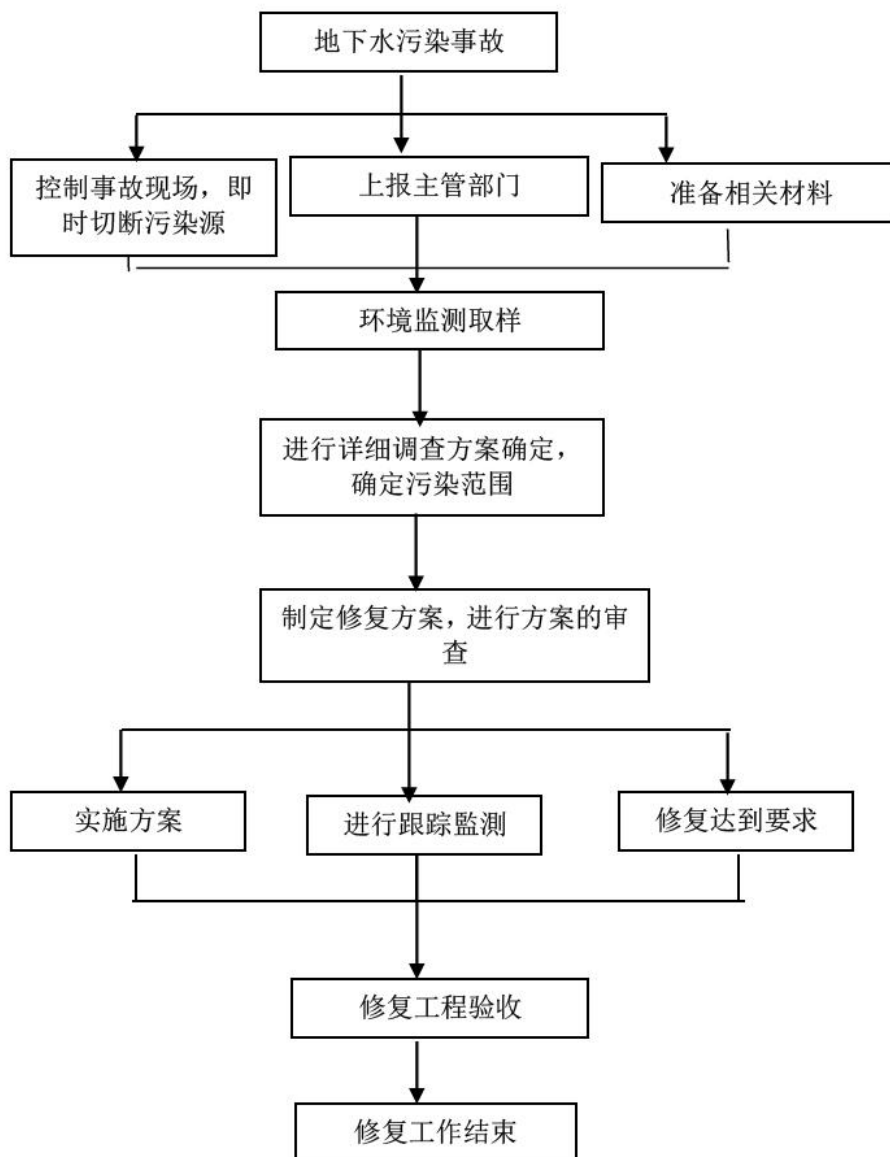 地下水污染事故
控制事故现场，即
时切断污染源
上报主管部门
准备相关材料
环境监测取样
进行详细调查方案确定，
确定污染范围
制定修复方案，进行方案的审
查
实施方案
进行跟踪監测
修复达到要求
修复工程验收
修复工作结束